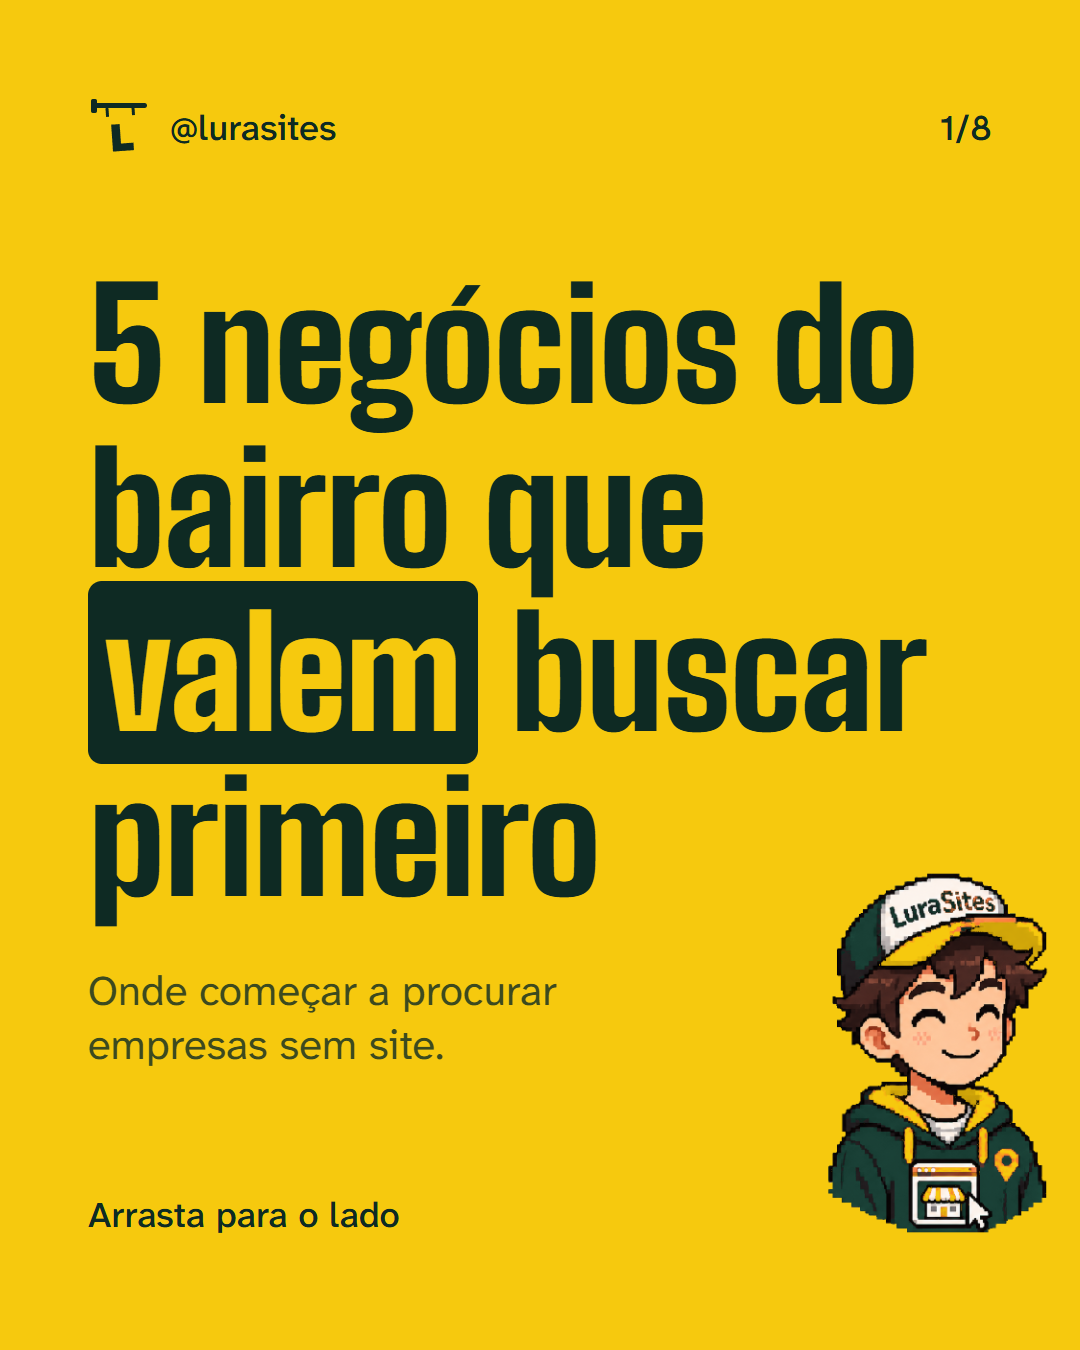 L
@lurasites
1/8
5 negócios do
bairro que
valem buscar
primeiro
LuraSites
Onde começar a procurar
empresas sem site.
Arrasta para o lado